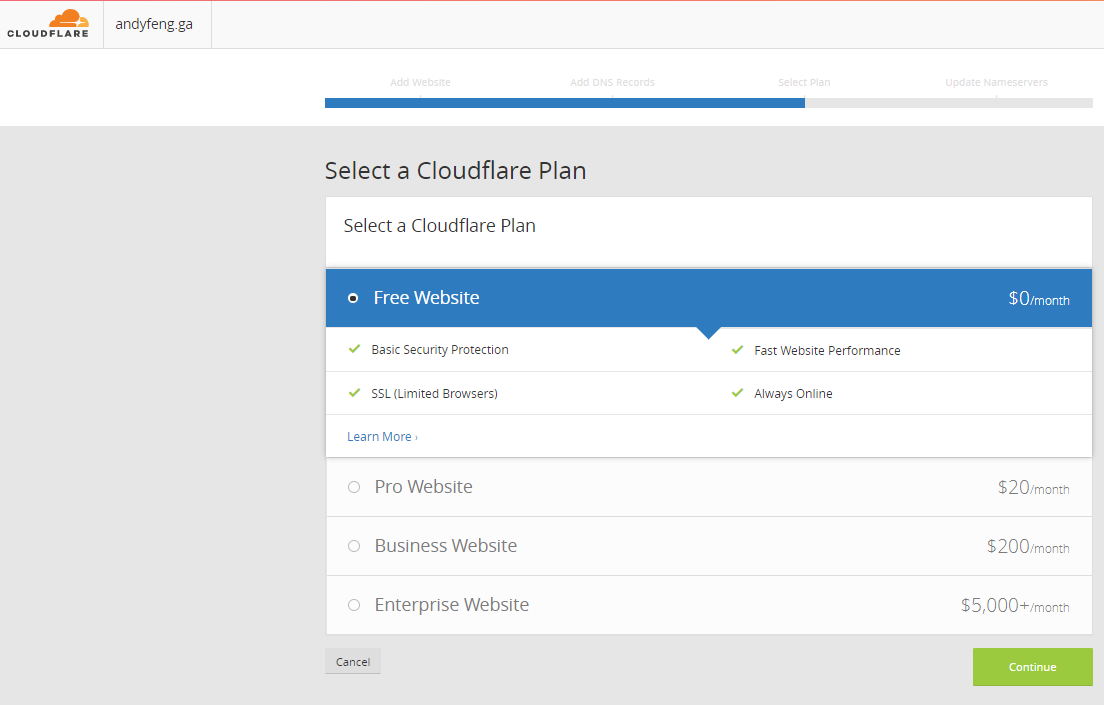 CLOUDFLARE
andyfeng.ga
Add Website Add DNS Records Select Plan Update Nameservers
Select a Cloudflare Plan
Select a Cloudflare Plan
Free Website $0/month
Basic Security Protection Fast Website Performance
SSL (Limited Browsers) Always Online
Learn More ›
Pro Website $20/month
Business Website $200/month
Enterprise Website $5,000+/month
Cancel Continue